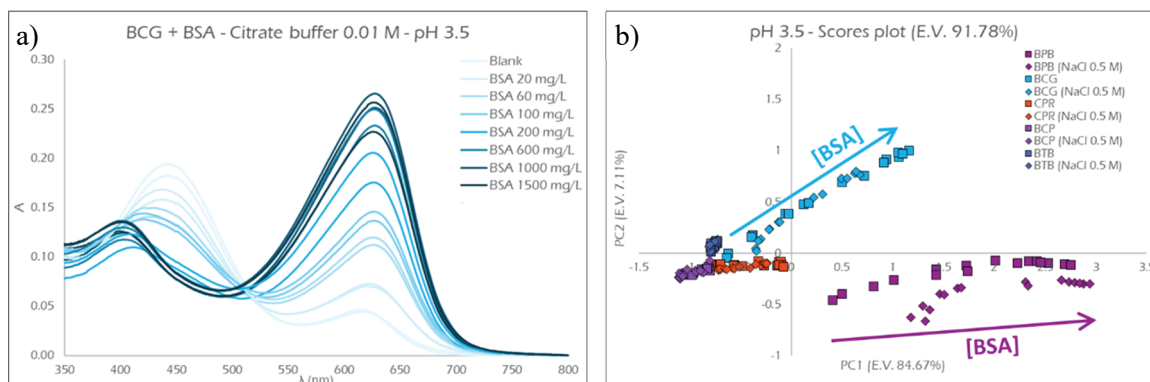 a)
BCG + BSA - Citrate buffer 0.01 M - pH 3.5
0.30
0.25
0.20
0.15
0.10
0.05
0.00
A
350
400
450
500
550
600
650
700
750
800
λ (nm)
Blank
BSA 20 mg/L
BSA 60 mg/L
BSA 100 mg/L
BSA 200 mg/L
BSA 600 mg/L
BSA 1000 mg/L
BSA 1500 mg/L
b)
pH 3.5 - Scores plot (E.V. 91.78%)
2
1.5
1
0.5
0
-0.5
-1
PC2 (E.V. 7.11%)
-1.5
-1
-0.5
0.5
1
1.5
2
2.5
3
3.5
PC1 (E.V. 84.67%)
[BSA]
[BSA]
BPB
BPB (NaCl 0.5 M)
BCG
BCG (NaCl 0.5 M)
CPR
CPR (NaCl 0.5 M)
BCP
BCP (NaCl 0.5 M)
BTB
BTB (NaCl 0.5 M)